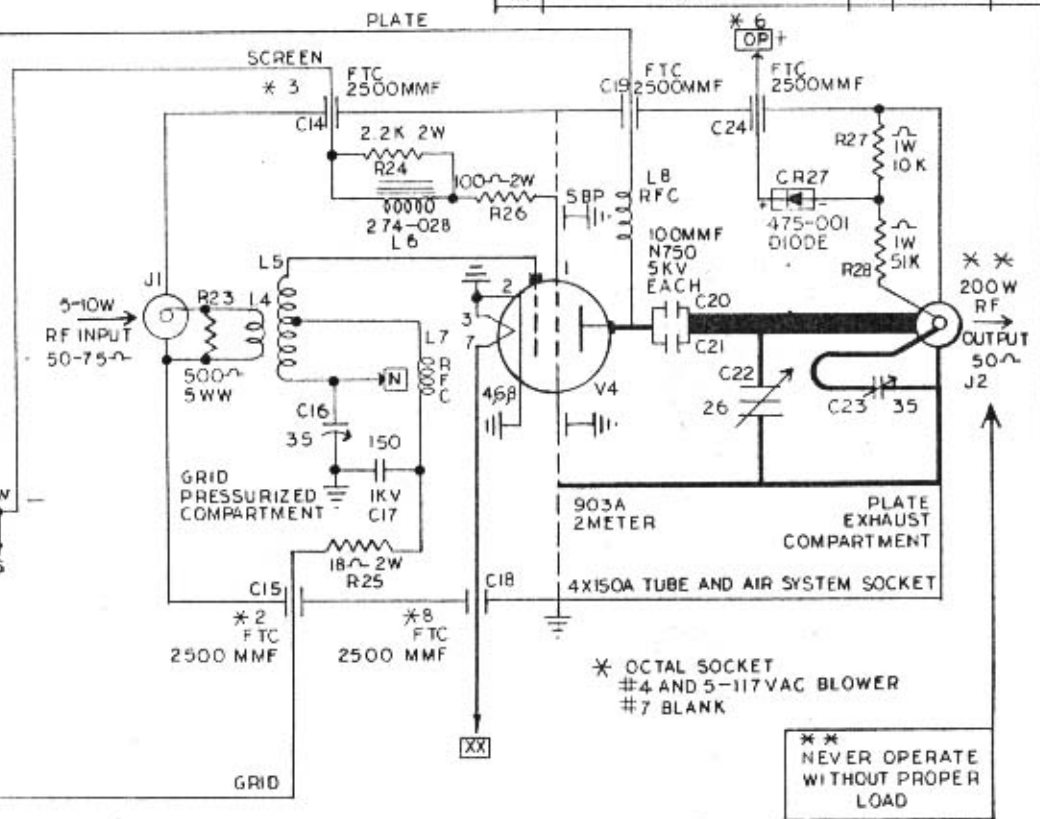 PLATE
* 6
OP +
SCREEN
* 3
FTC
2500MMF
C14
C19
FTC
2500MMF
FTC
2500MMF
C24
2.2K 2W
R24
274-028
L6
100Ω-2W
R26
5BP
L8
RFC
CR27
+ -
475-001
DIODE
R27
Ω
1W
10K
Ω
1W
51K
R28
100MMF
N750
5KV
EACH
C20
C21
J1
5-10W
RF INPUT
50-75Ω
R23
L4
L5
500Ω
5WW
L7
RFC
N
C16
35
150
1KV
C17
1
2
3
7
4,6,8
V4
C22
26
C23
35
* *
200W
RF
OUTPUT
50Ω
J2
GRID
PRESSURIZED
COMPARTMENT
903A
2METER
PLATE
EXHAUST
COMPARTMENT
18Ω-2W
R25
C15
*2
FTC
2500 MMF
C18
*8
FTC
2500 MMF
4X150A TUBE AND AIR SYSTEM SOCKET
* OCTAL SOCKET
#4 AND 5-117VAC BLOWER
#7 BLANK
XX
GRID
* *
NEVER OPERATE
WITHOUT PROPER
LOAD